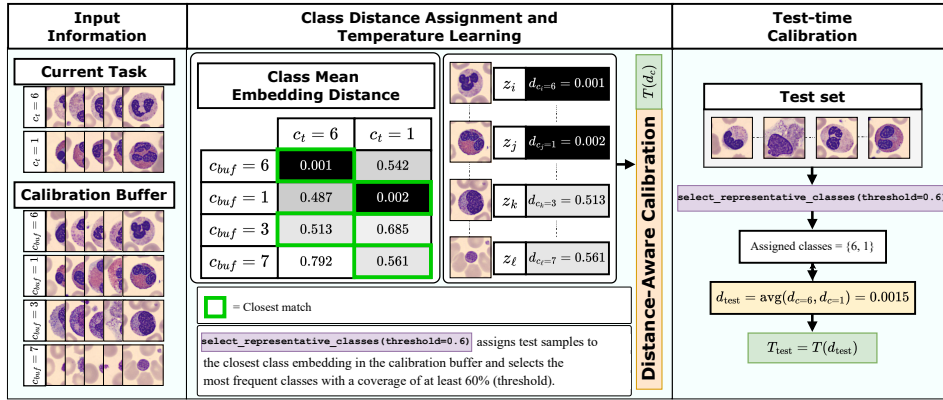 Input
Information
Class Distance Assignment and
Temperature Learning
Test-time
Calibration
Current Task
c_t = 6
c_t = 1
Calibration Buffer
c_buf = 6
c_buf = 1
c_buf = 3
c_buf = 7
Class Mean
Embedding Distance
c_t = 6 c_t = 1
c_buf = 6 0.001 0.542
c_buf = 1 0.487 0.002
c_buf = 3 0.513 0.685
c_buf = 7 0.792 0.561
z_i d_{c_i=6} = 0.001
z_j d_{c_j=1} = 0.002
z_k d_{c_k=3} = 0.513
z_ℓ d_{c_ℓ=7} = 0.561
= Closest match
select_representative_classes(threshold=0.6) assigns test samples to
the closest class embedding in the calibration buffer and selects the
most frequent classes with a coverage of at least 60% (threshold).
T(d_c)
Distance-Aware Calibration
Test set
select_representative_classes(threshold=0.6)
Assigned classes = {6, 1}
d_test = avg(d_{c=6}, d_{c=1}) = 0.0015
T_test = T(d_test)